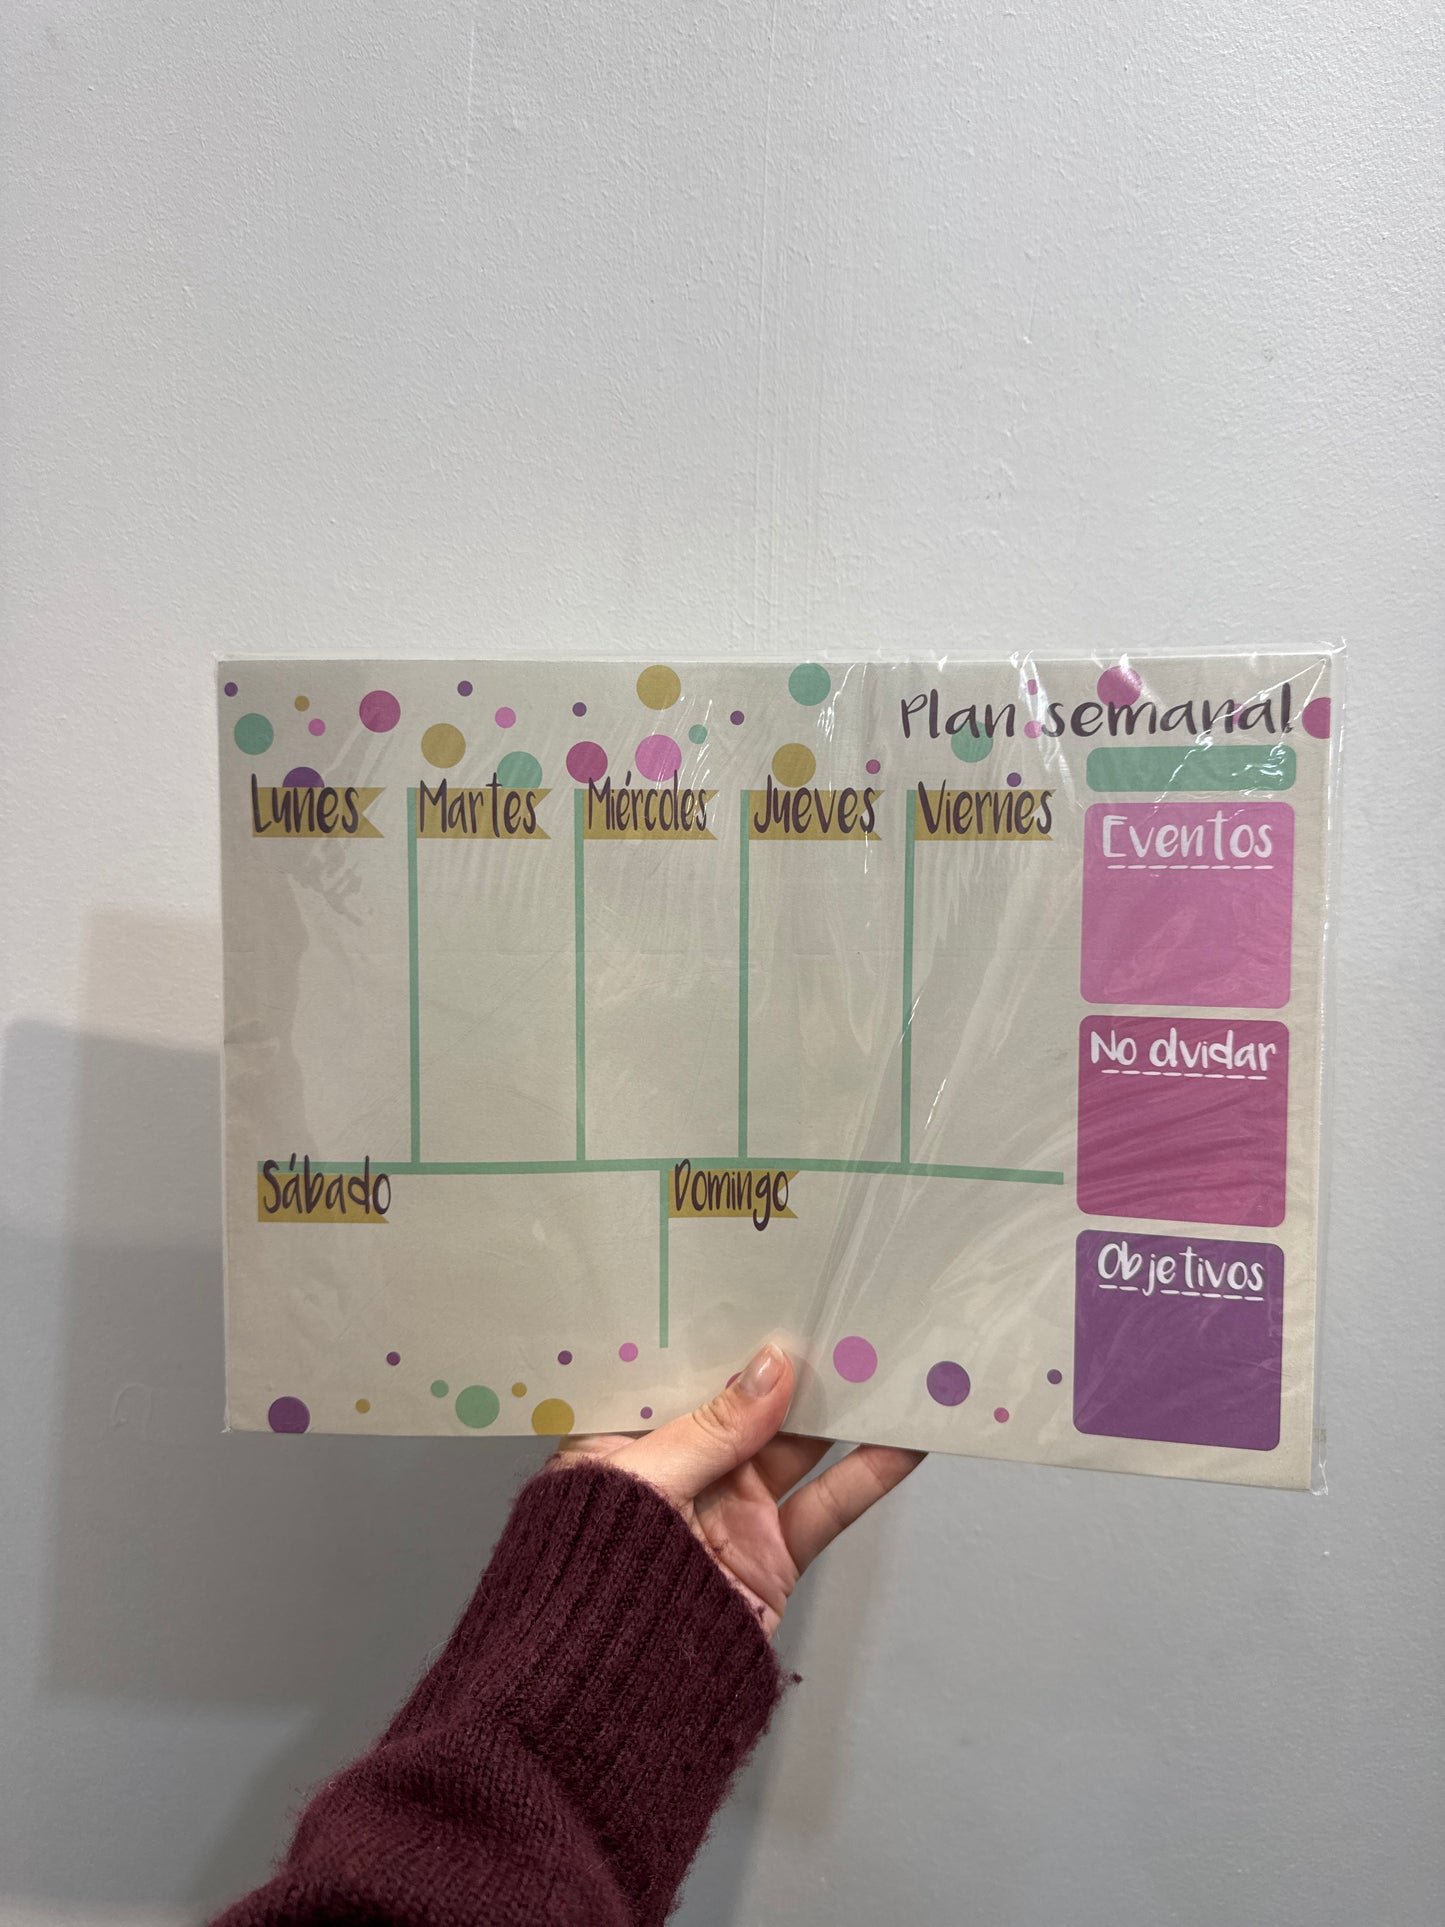 Plan semanal
Lunes Martes Miércoles Jueves Viernes
Eventos
No olvidar
Sábado Domingo
Objetivos